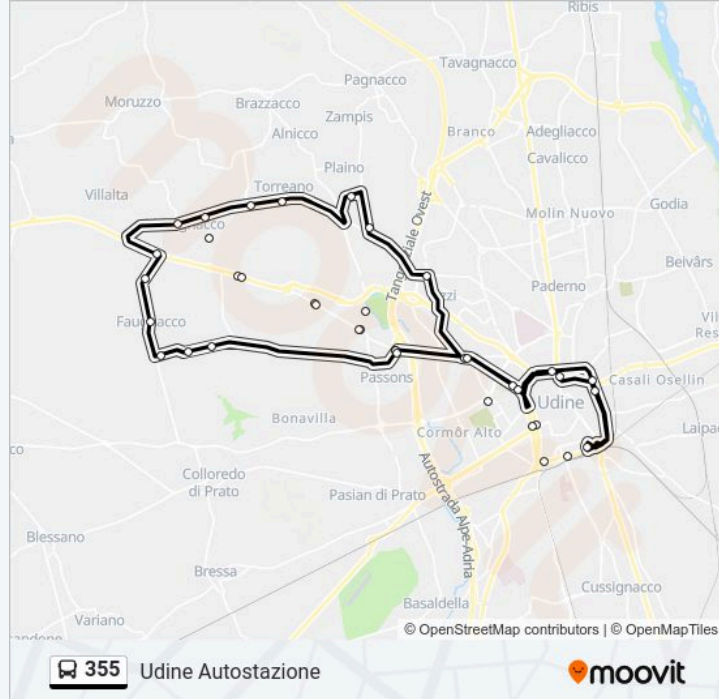 Ribis
Tavagnacco
Pagnacco
Moruzzo
Brazzacco
Zampis
Alnicco
Branco
Adegliacco
Cavalicco
Plaino
Villalta
Torreano
Godia
Molin Nuovo
Tangenziale Ovest
Beivârs
Paderno
Passons
Casali Osellin
Udine
Bonavilla
Cormôr Alto
Colloredo
di Prato
Pasian di Prato
Autostrada Alpe-Adria
Blessano
Bressa
Cussignacco
Basaldella
Variano
© OpenStreetMap contributors | © OpenMapTiles
355 Udine Autostazione
moovit